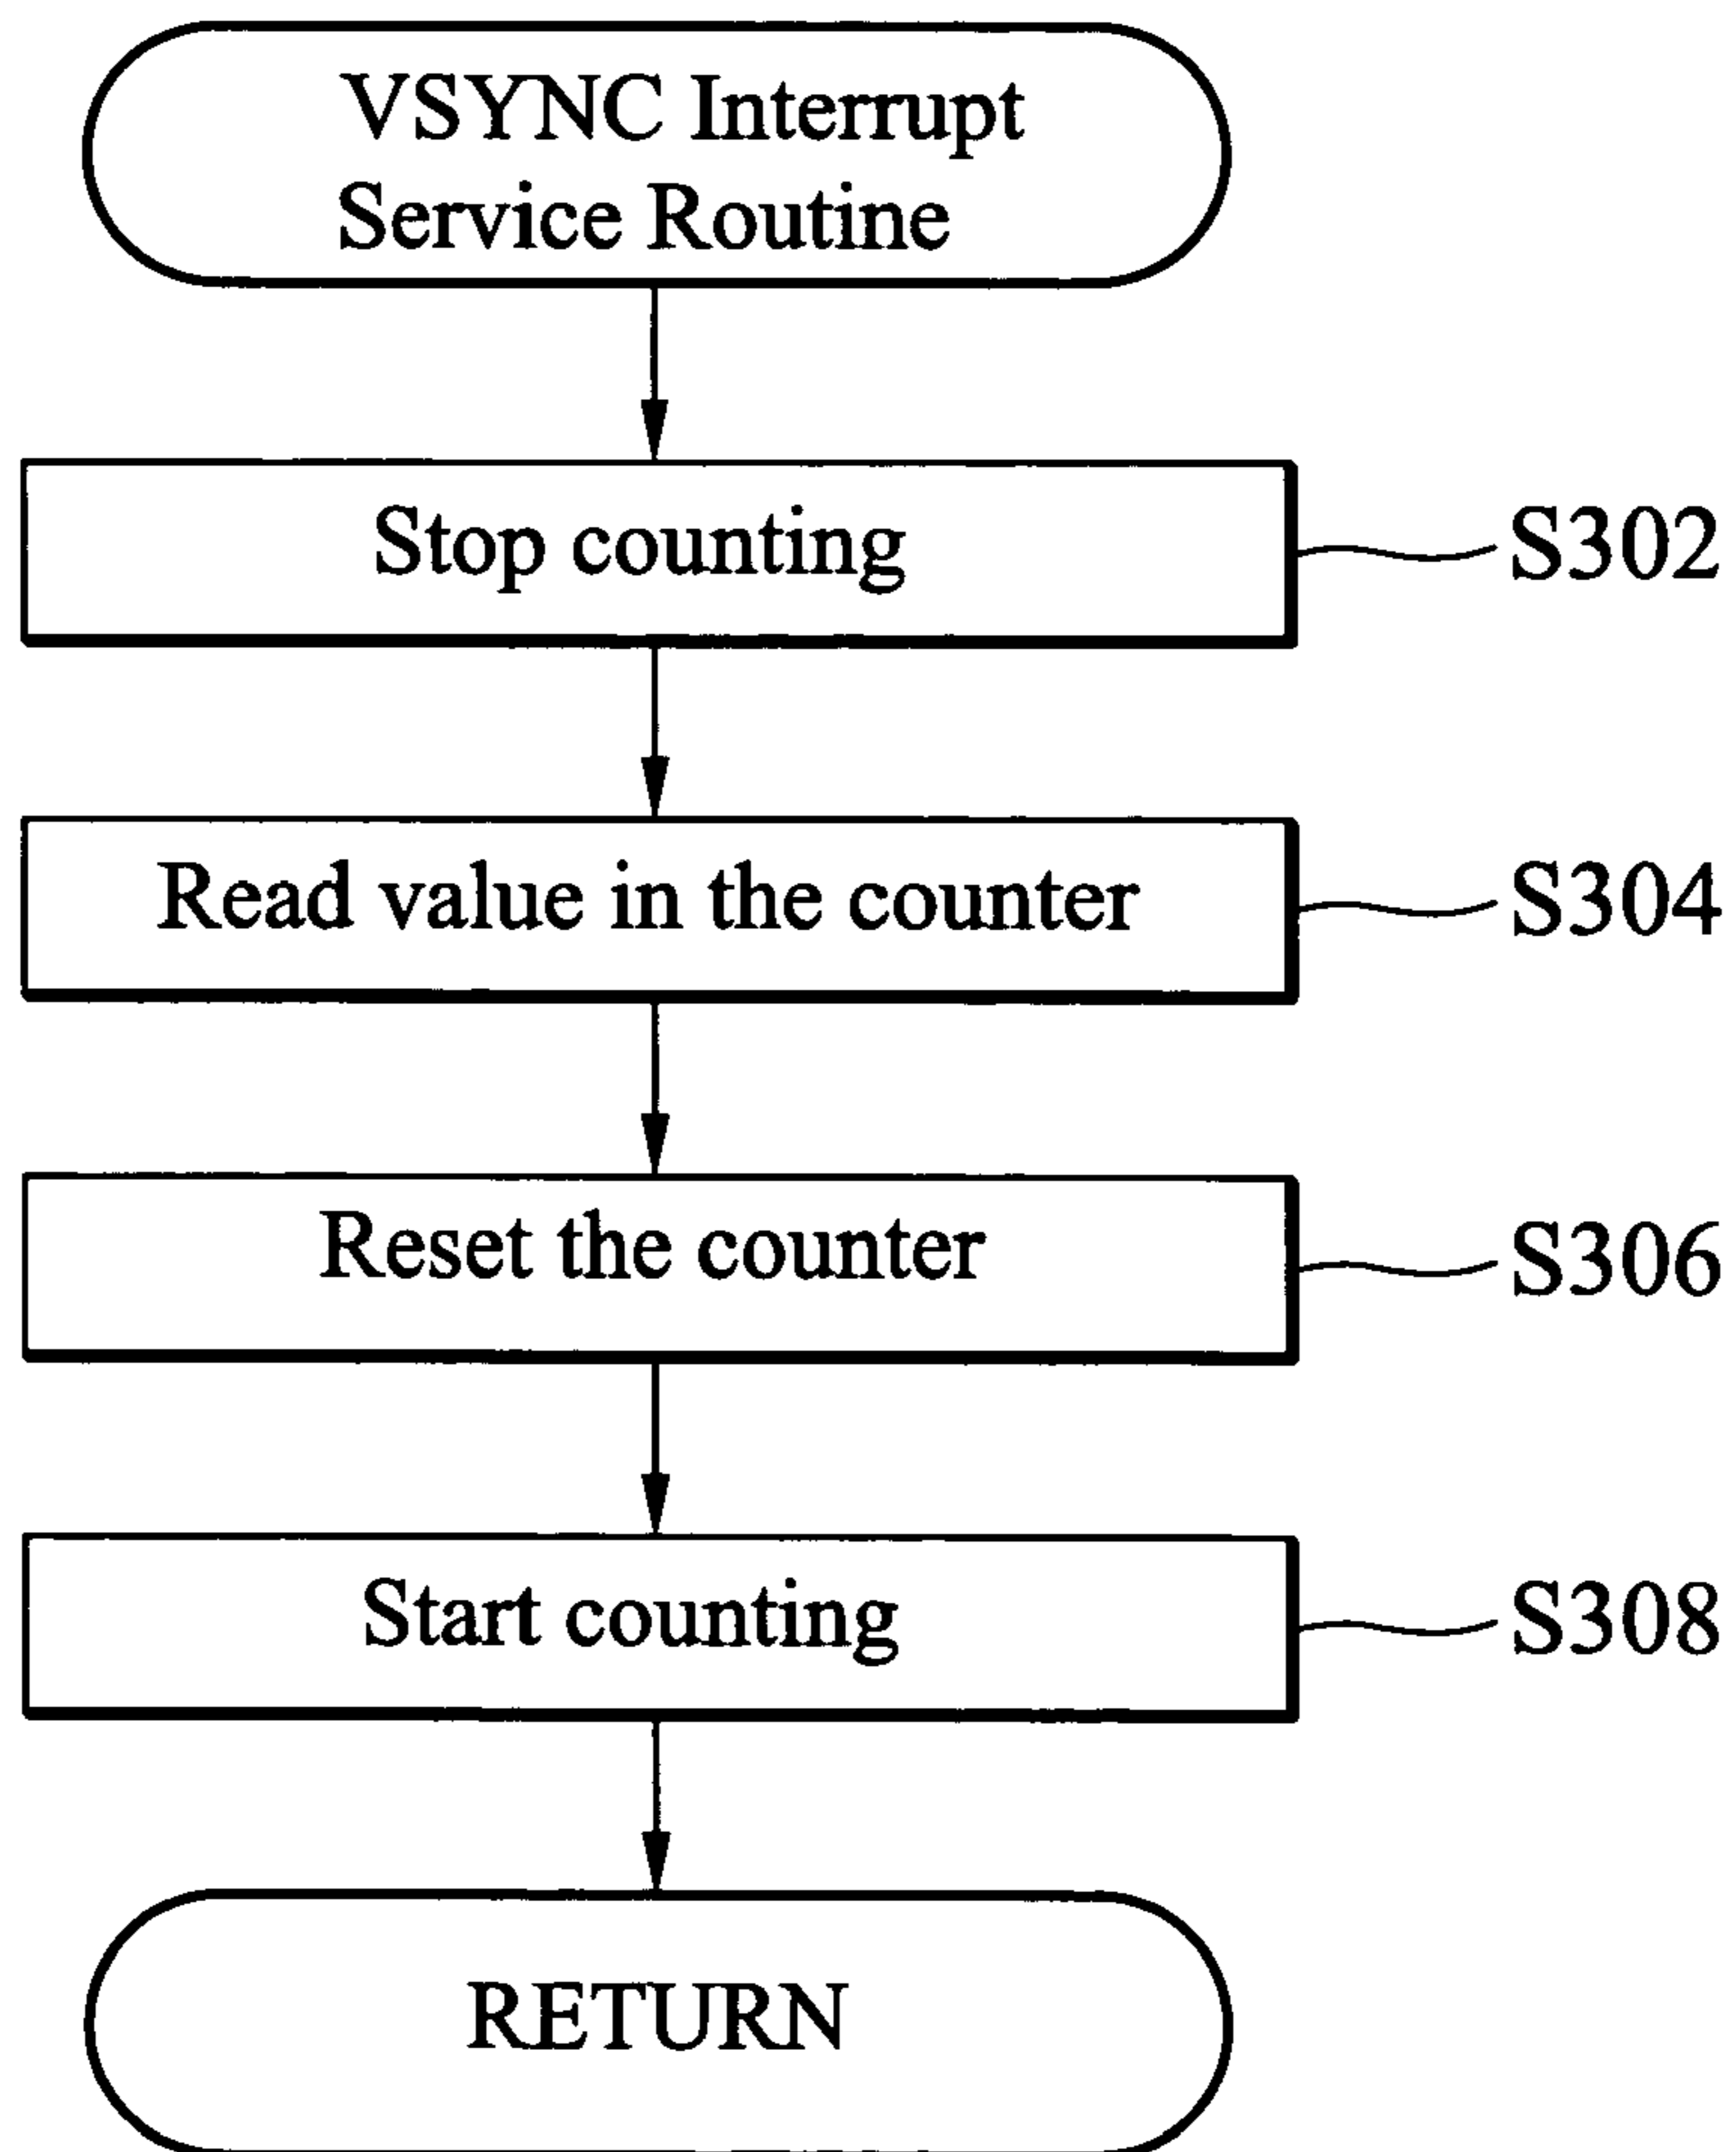 VSYNC Interrupt
Service Routine
Stop counting
S302
Read value in the counter
S304
Reset the counter
S306
Start counting
S308
RETURN